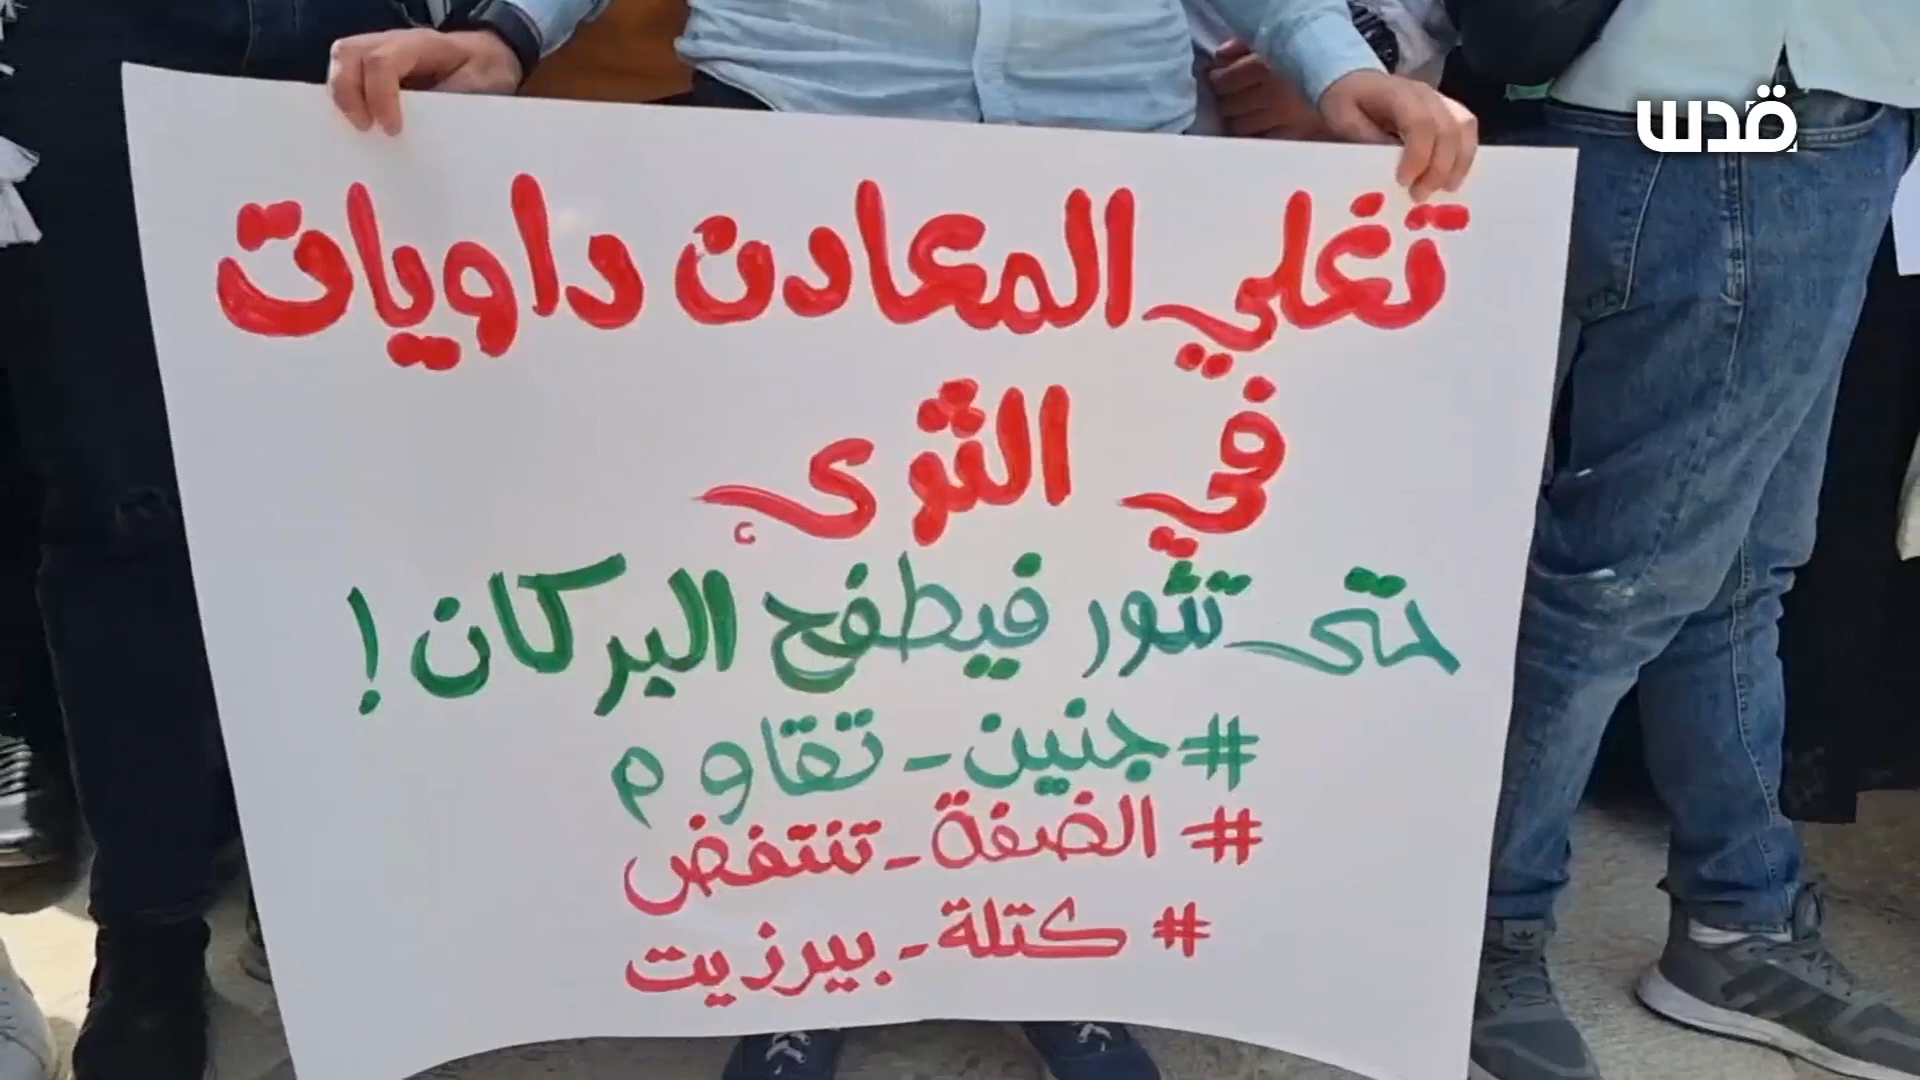 قدس
تغلي المعادن داويات
في الثرى
حتى تثور فيطفح البركان!
#جنين_تقاوم
#الضفة_تنتفض
#كتلة_بيرزيت